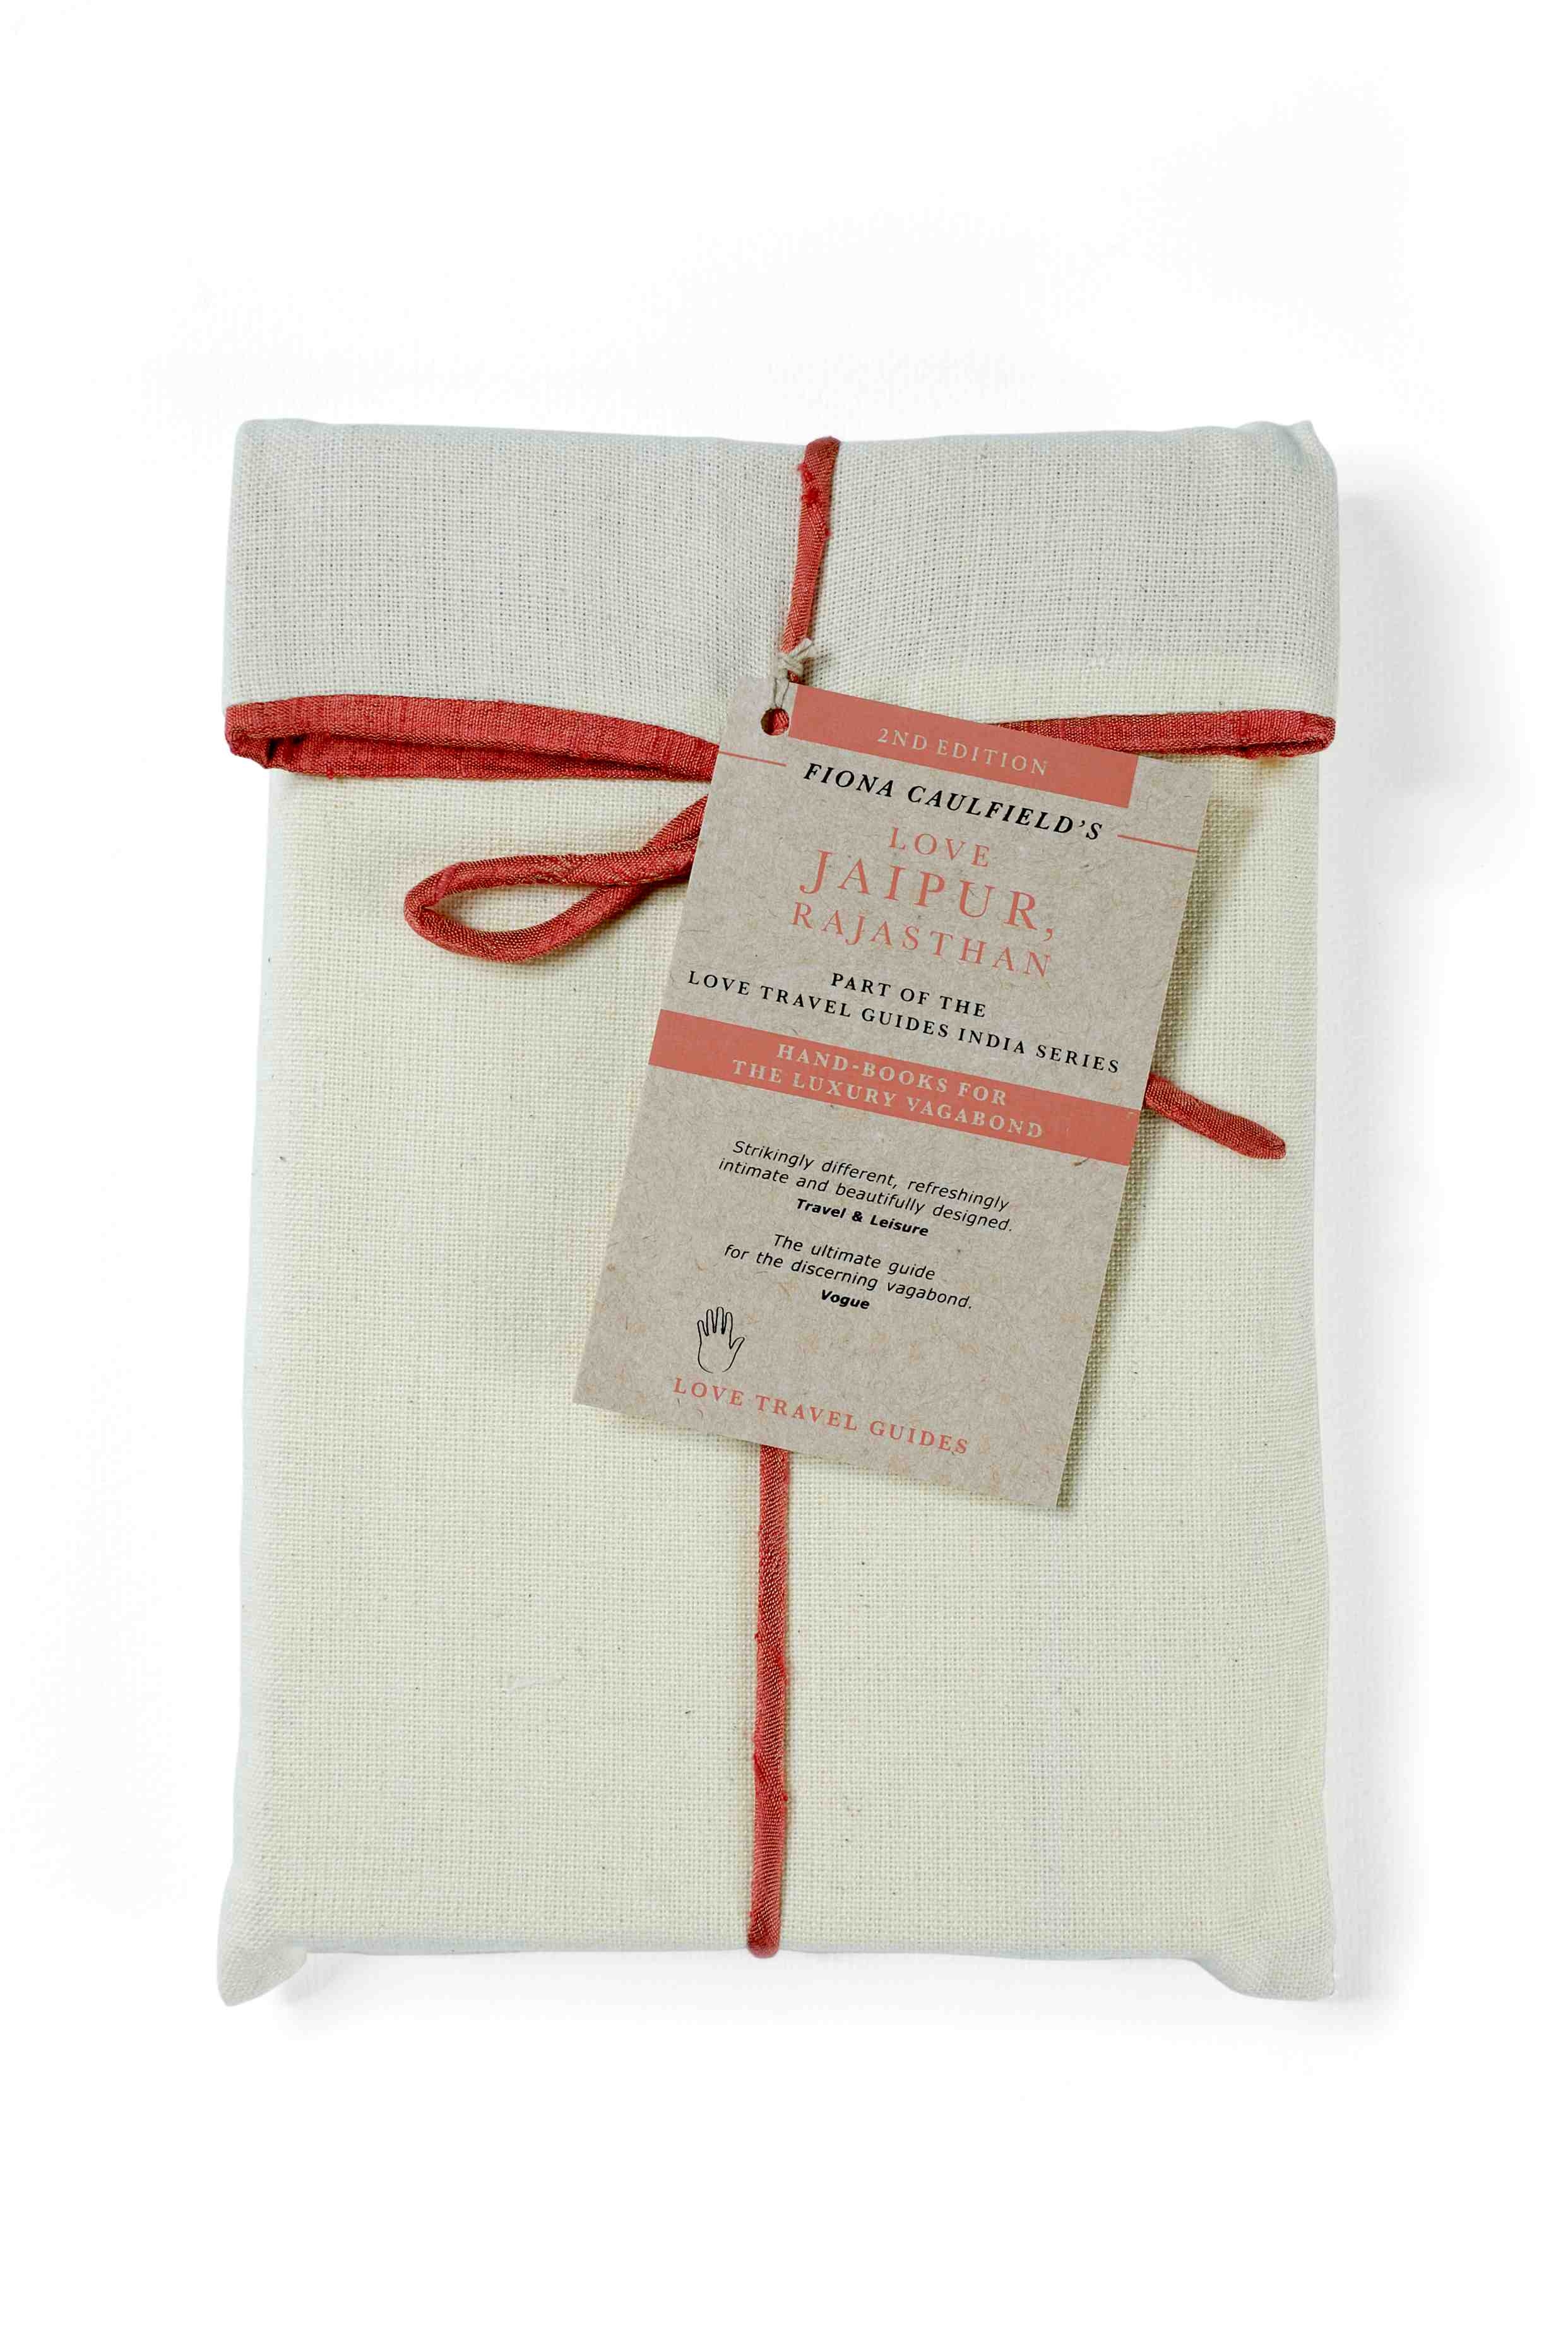 2ND EDITION
FIONA CAULFIELD'S
LOVE
JAIPUR,
RAJASTHAN
PART OF THE
LOVE TRAVEL GUIDES INDIA SERIES
HAND-BOOKS FOR
THE LUXURY VAGABOND
Strikingly different, refreshingly
intimate and beautifully designed.
Travel & Leisure
The ultimate guide
for the discerning vagabond.
Vogue
LOVE TRAVEL GUIDES